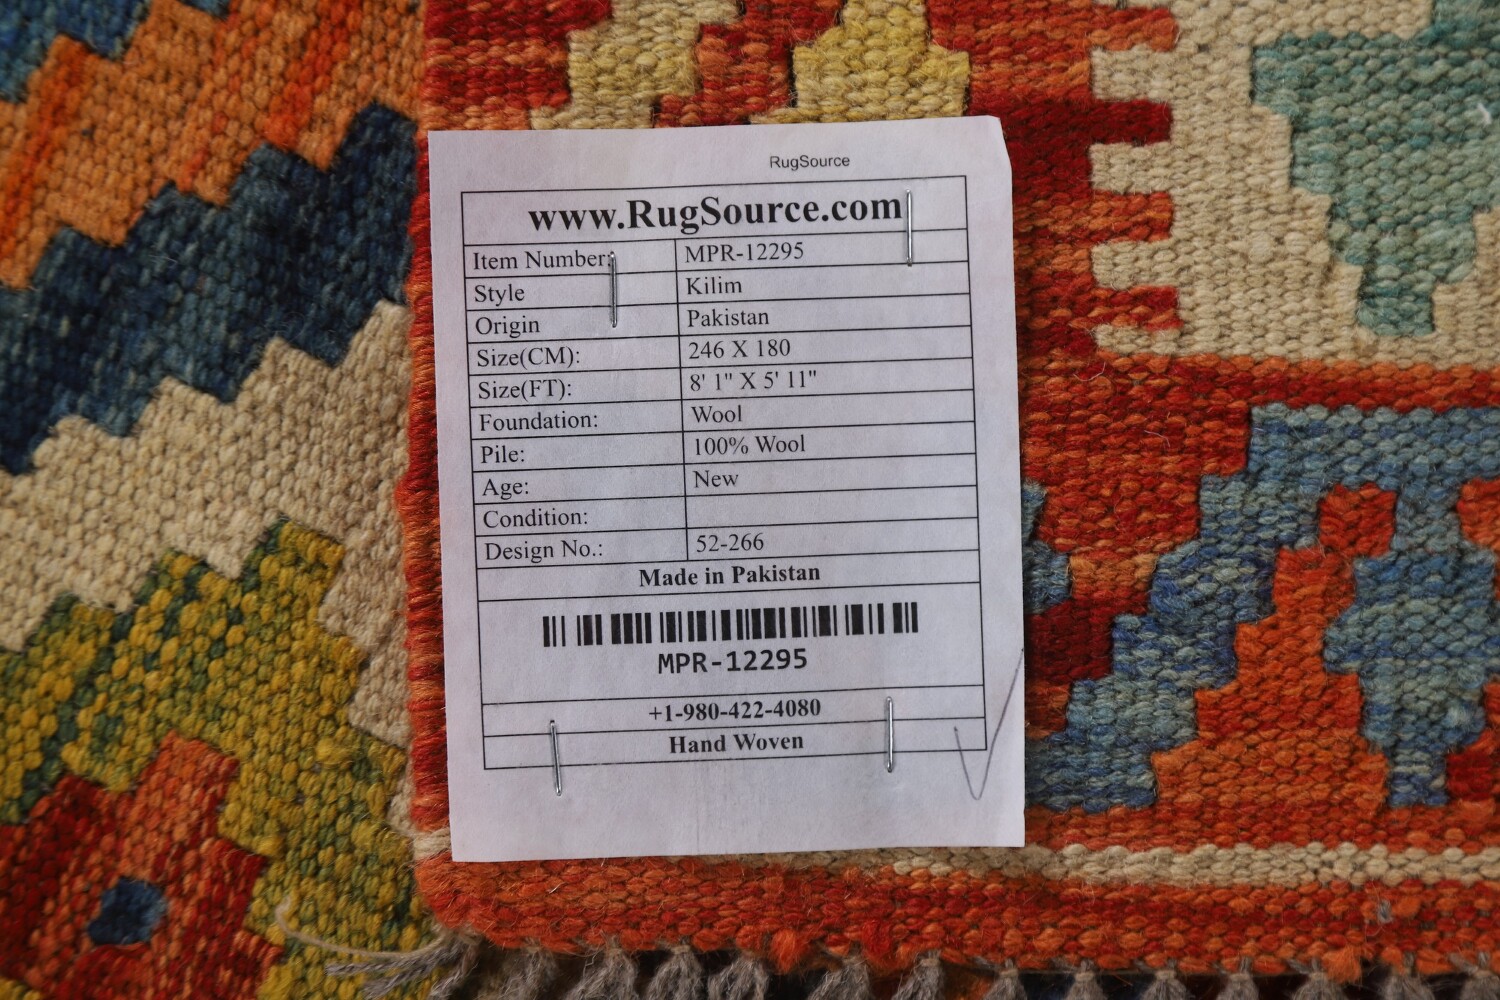 RugSource
www.RugSource.com
Item Number: MPR-12295
Style Kilim
Origin Pakistan
Size(CM): 246 X 180
Size(FT): 8' 1" X 5' 11"
Foundation: Wool
Pile: 100% Wool
Age: New
Condition:
Design No.: 52-266
Made in Pakistan
MPR-12295
+1-980-422-4080
Hand Woven